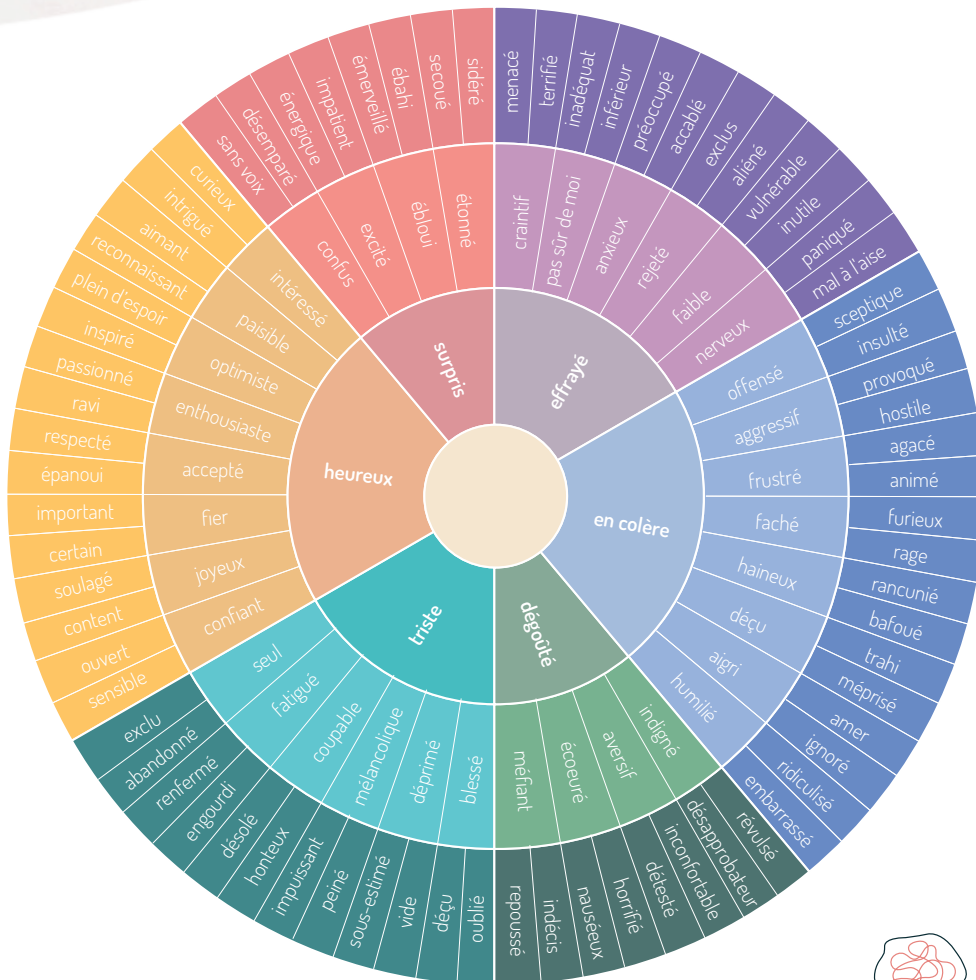 surpris
effrayé
en colère
dégoûté
triste
heureux
confus
excité
ébloui
étonné
craintif
pas sûr de moi
anxieux
rejeté
faible
nerveux
offensé
aggressif
frustré
faché
haineux
déçu
aigri
humilié
indigné
aversif
écoeuré
méfiant
blessé
déprimé
mélancolique
coupable
fatigué
seul
confiant
joyeux
fier
accepté
enthousiaste
optimiste
paisible
intéressé
sans voix
désemparé
énergique
impatient
émerveillé
ébahi
secoué
sidéré
menacé
terrifié
inadéquat
inférieur
préoccupé
accablé
exclus
aliéné
vulnérable
inutile
paniqué
mal à l'aise
sceptique
insulté
provoqué
hostile
agacé
animé
furieux
rage
rancunié
bafoué
trahi
méprisé
amer
ignoré
ridiculisé
embarrassé
révulsé
désapprobateur
inconfortable
détesté
horrifié
nauséeux
indécis
repoussé
oublié
déçu
vide
sous-estimé
peiné
impuissant
honteux
désolé
engourdi
renfermé
abandonné
exclu
sensible
ouvert
content
soulagé
certain
important
épanoui
respecté
ravi
passionné
inspiré
plein d'espoir
reconnaissant
aimant
intrigué
curieux